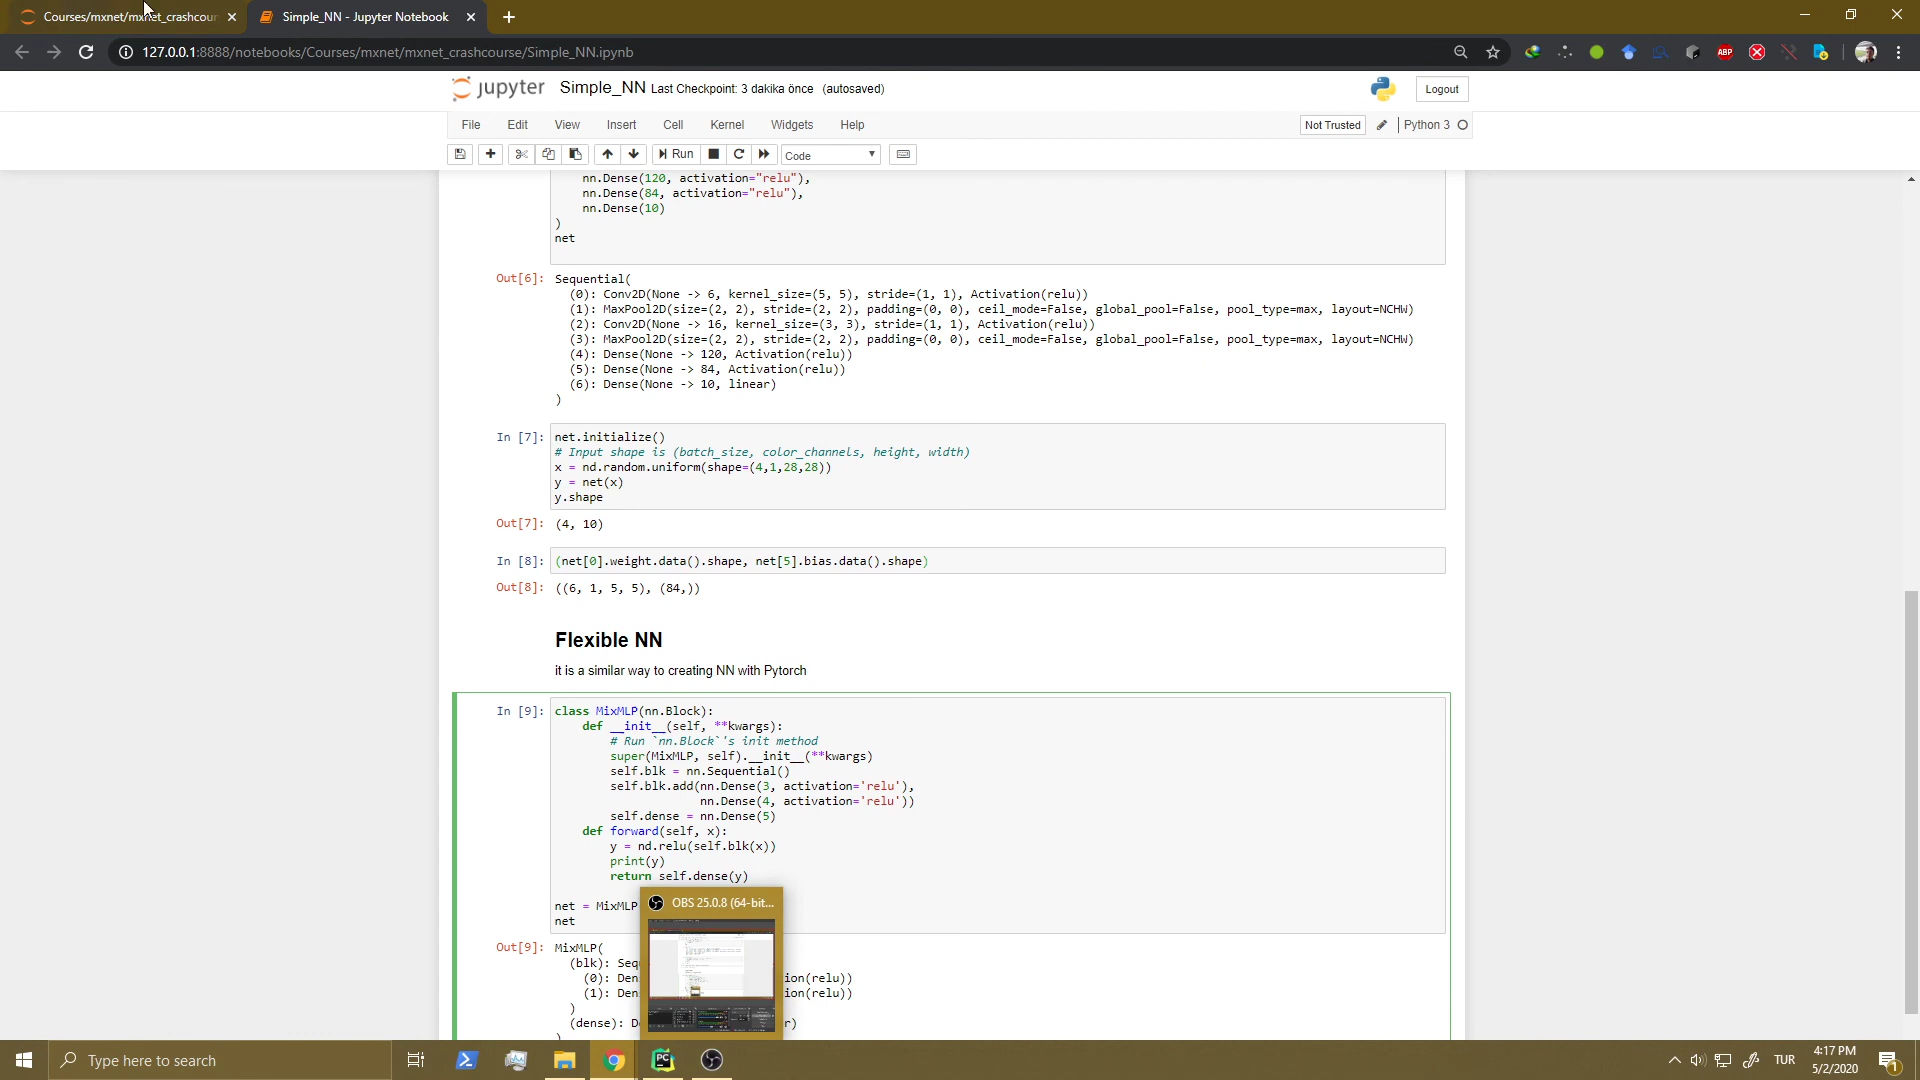 Courses/mxnet/mxnet_crashcour
Simple_NN - Jupyter Notebook
127.0.0.1:8888/notebooks/Courses/mxnet/mxnet_crashcourse/Simple_NN.ipynb
ABP
jupyter Simple_NN Last Checkpoint: 3 dakika önce (autosaved)
Logout
File Edit View Insert Cell Kernel Widgets Help
Not Trusted
Python 3
Run
Code
nn.Dense(120, activation="relu"),
nn.Dense(84, activation="relu"),
nn.Dense(10)
)
net
Out[6]: Sequential(
(0): Conv2D(None -> 6, kernel_size=(5, 5), stride=(1, 1), Activation(relu))
(1): MaxPool2D(size=(2, 2), stride=(2, 2), padding=(0, 0), ceil_mode=False, global_pool=False, pool_type=max, layout=NCHW)
(2): Conv2D(None -> 16, kernel_size=(3, 3), stride=(1, 1), Activation(relu))
(3): MaxPool2D(size=(2, 2), stride=(2, 2), padding=(0, 0), ceil_mode=False, global_pool=False, pool_type=max, layout=NCHW)
(4): Dense(None -> 120, Activation(relu))
(5): Dense(None -> 84, Activation(relu))
(6): Dense(None -> 10, linear)
)
In [7]: net.initialize()
# Input shape is (batch_size, color_channels, height, width)
x = nd.random.uniform(shape=(4,1,28,28))
y = net(x)
y.shape
Out[7]: (4, 10)
In [8]: (net[0].weight.data().shape, net[5].bias.data().shape)
Out[8]: ((6, 1, 5, 5), (84,))
Flexible NN
it is a similar way to creating NN with Pytorch
In [9]: class MixMLP(nn.Block):
def __init__(self, **kwargs):
# Run `nn.Block`'s init method
super(MixMLP, self).__init__(**kwargs)
self.blk = nn.Sequential()
self.blk.add(nn.Dense(3, activation='relu'),
nn.Dense(4, activation='relu'))
self.dense = nn.Dense(5)
def forward(self, x):
y = nd.relu(self.blk(x))
print(y)
return self.dense(y)
net = MixMLP
net
OBS 25.0.8 (64-bit...
Out[9]: MixMLP(
(blk): Seq
(0): Den ion(relu))
(1): Den ion(relu))
)
(dense): D r)
)
Type here to search
PC
TUR
4:17 PM
5/2/2020
1